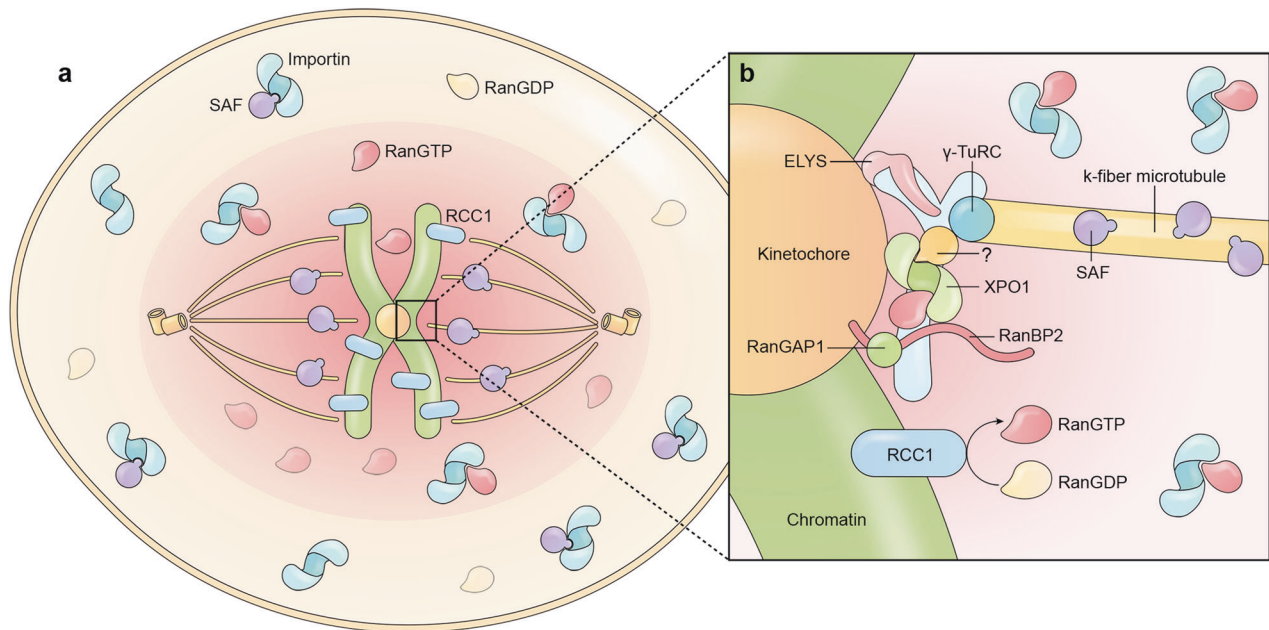 a
Importin
SAF
RanGDP
RanGTP
RCC1
b
ELYS
γ-TuRC
k-fiber microtubule
Kinetochore
?
SAF
XPO1
RanGAP1
RanBP2
RanGTP
RCC1
RanGDP
Chromatin